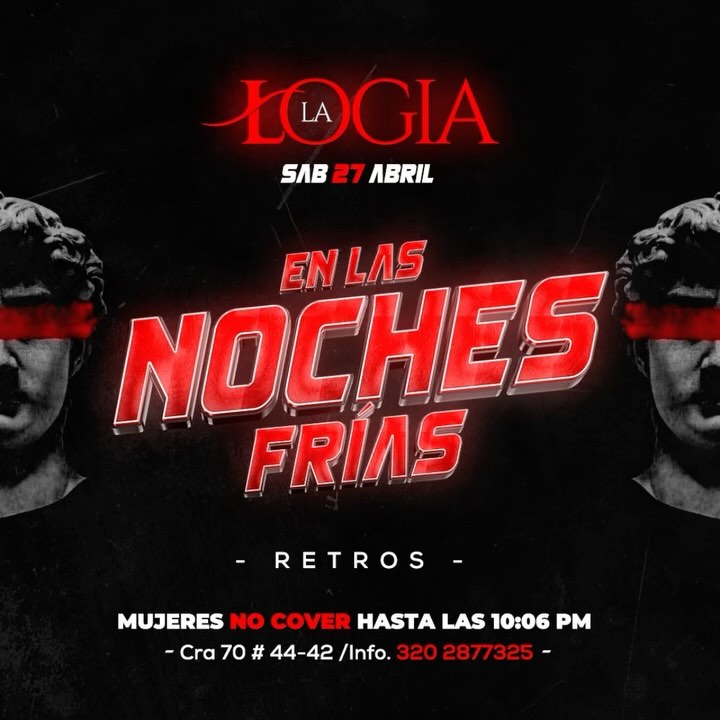 LA LOGIA
SAB 27 ABRIL
EN LAS
NOCHES
FRÍAS
- RETROS -
MUJERES NO COVER HASTA LAS 10:06 PM
~ Cra 70 # 44-42 /Info. 320 2877325 ~